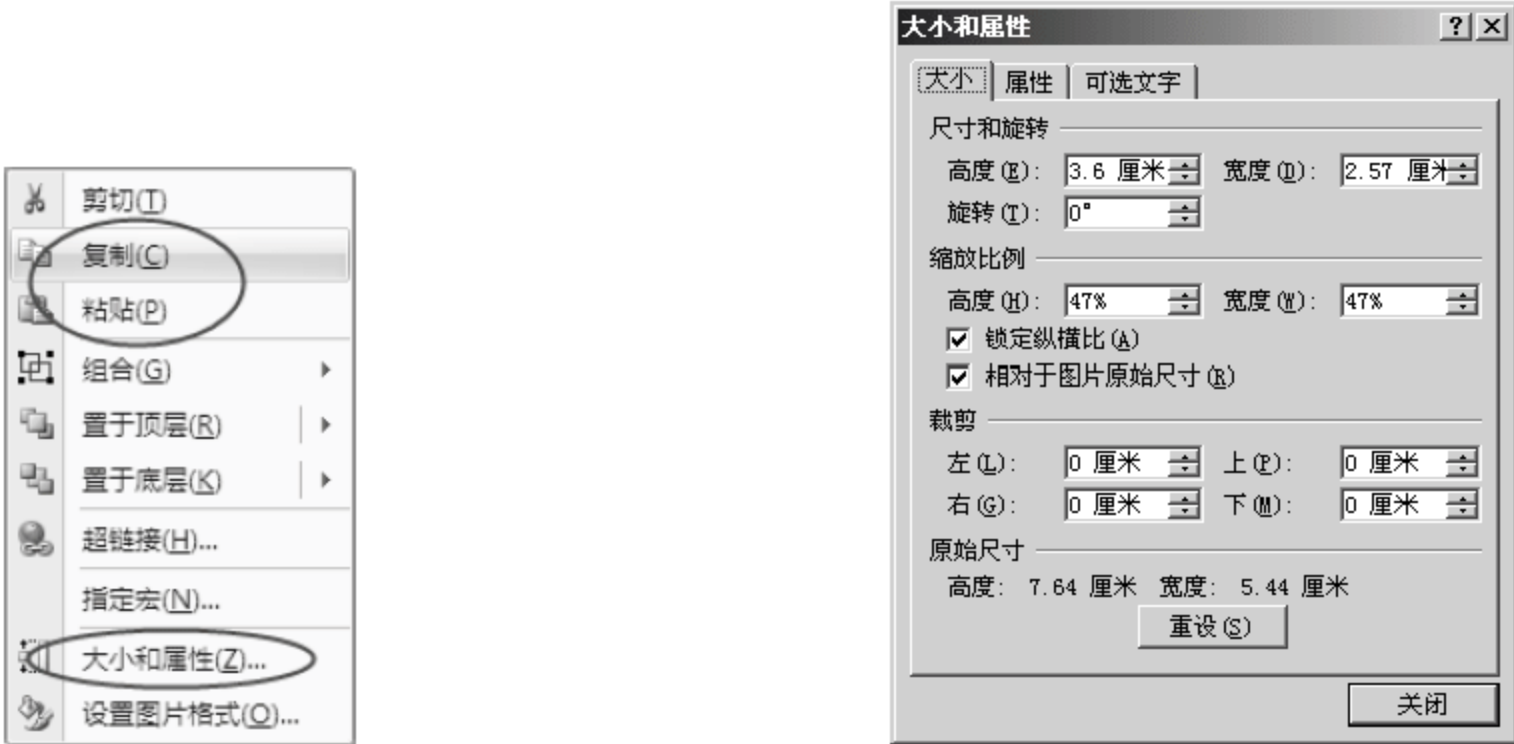 剪切(T)
复制(C)
粘贴(P)
组合(G)
置于顶层(R)
置于底层(K)
超链接(H)...
指定宏(N)...
大小和属性(Z)...
设置图片格式(O)...
大小和属性
大小 属性 可选文字
尺寸和旋转
高度(E): 3.6 厘米 宽度(D): 2.57 厘米
旋转(T): 0°
缩放比例
高度(H): 47% 宽度(W): 47%
锁定纵横比(A)
相对于图片原始尺寸(R)
裁剪
左(L): 0 厘米 上(P): 0 厘米
右(G): 0 厘米 下(M): 0 厘米
原始尺寸
高度: 7.64 厘米 宽度: 5.44 厘米
重设(S)
关闭